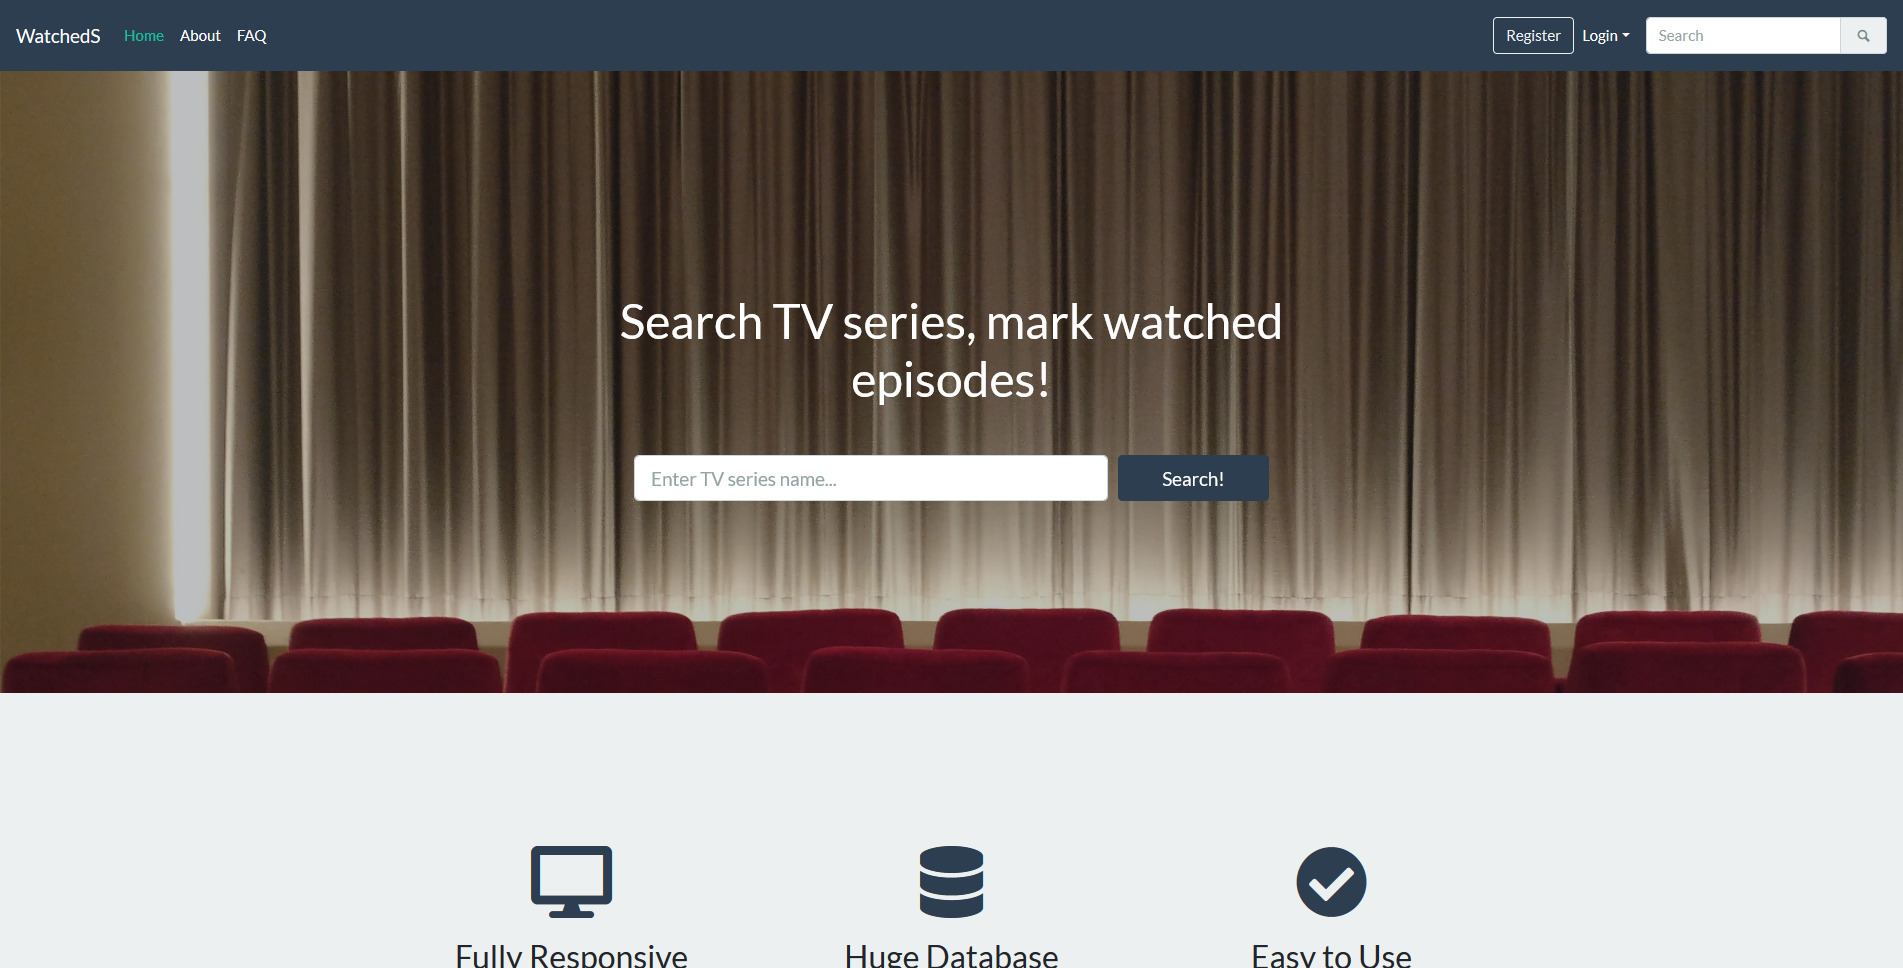 WatchedS Home About FAQ Register Login Search
Search TV series, mark watched
episodes!
Enter TV series name... Search!
Fully Responsive Huge Database Easy to Use